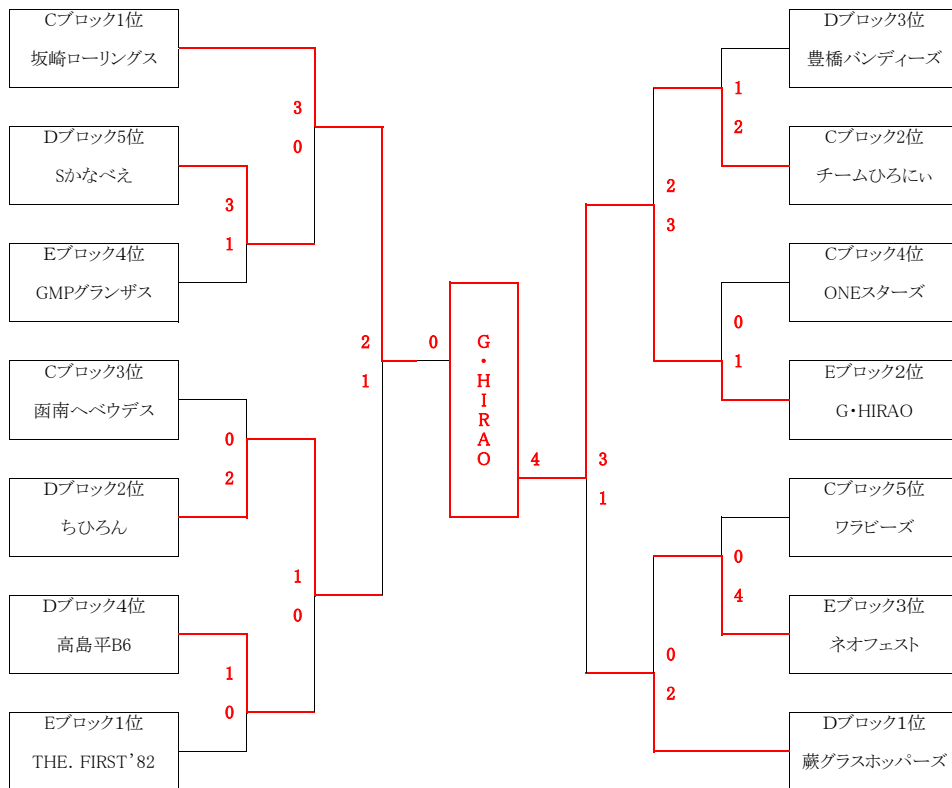 Cブロック1位
坂崎ローリングス
3
0
Dブロック5位
Sかなべえ
3
1
Eブロック4位
GMPグランザス
2
1
0
Cブロック3位
函南へベウデス
0
2
Dブロック2位
ちひろん
1
0
Dブロック4位
高島平B6
1
0
Eブロック1位
THE．FIRST’82
G・HIRAO
4
Dブロック3位
豊橋バンディーズ
1
2
Cブロック2位
チームひろにぃ
2
3
Cブロック4位
ONEスターズ
0
1
Eブロック2位
G・HIRAO
3
1
Cブロック5位
ワラビーズ
0
4
Eブロック3位
ネオフェスト
0
2
Dブロック1位
蕨グラスホッパーズ